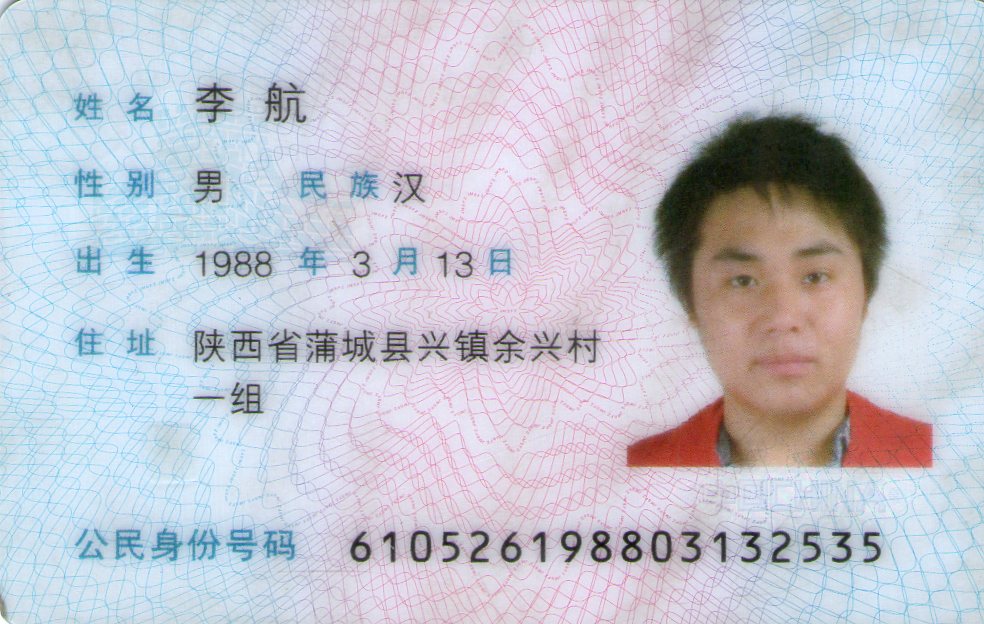 姓名 李航
性别 男 民族 汉
出生 1988 年 3 月 13 日
住址 陕西省蒲城县兴镇余兴村
一组
公民身份号码 610526198803132535